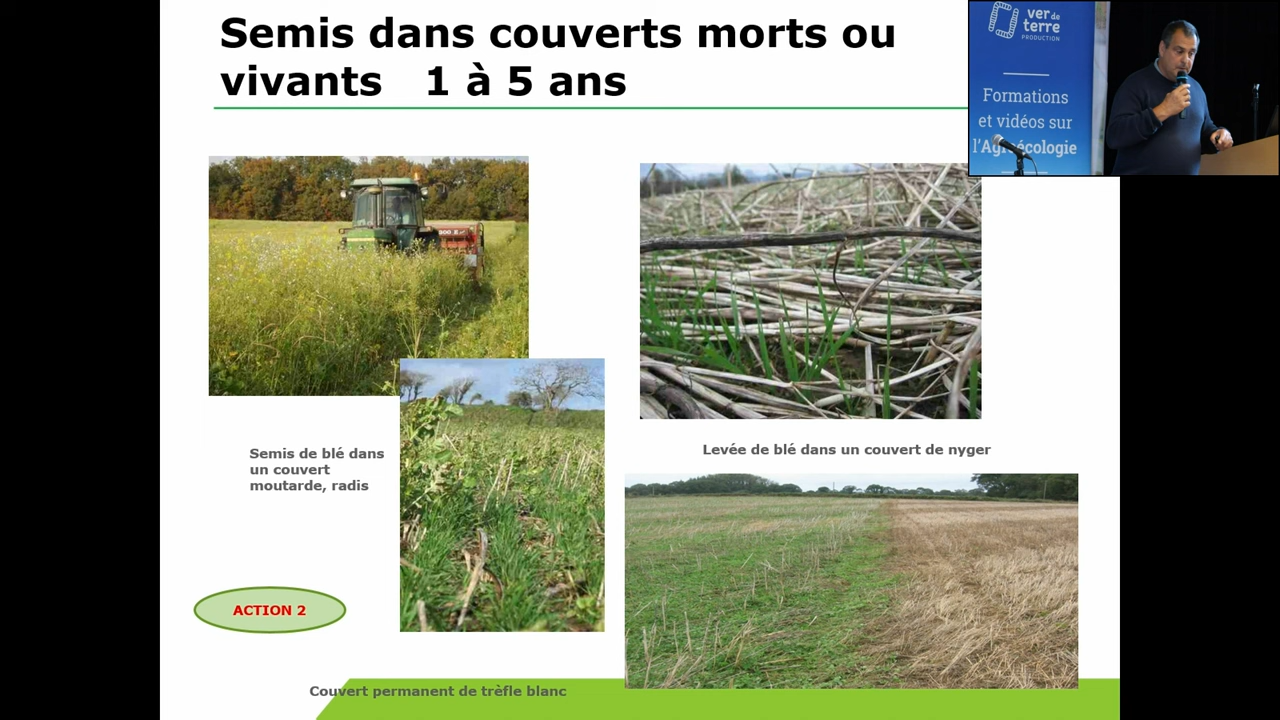 Semis dans couverts morts ou
vivants 1 à 5 ans
ver de
terre
PRODUCTION
Formations
et vidéos sur
l'Agroécologie
Semis de blé dans
un couvert
moutarde, radis
Levée de blé dans un couvert de nyger
ACTION 2
Couvert permanent de trèfle blanc